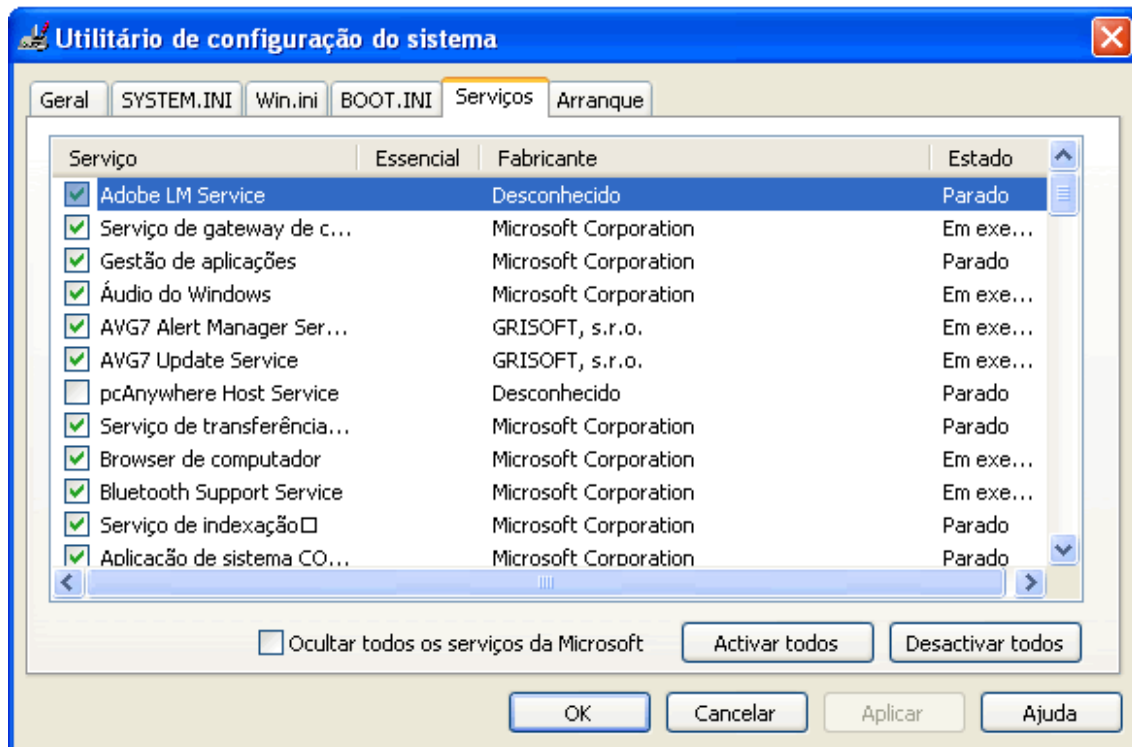 Utilitário de configuração do sistema
Geral SYSTEM.INI Win.ini BOOT.INI Serviços Arranque
Serviço Essencial Fabricante Estado
Adobe LM Service Desconhecido Parado
Serviço de gateway de c... Microsoft Corporation Em exe...
Gestão de aplicações Microsoft Corporation Parado
Áudio do Windows Microsoft Corporation Em exe...
AVG7 Alert Manager Ser... GRISOFT, s.r.o. Em exe...
AVG7 Update Service GRISOFT, s.r.o. Em exe...
pcAnywhere Host Service Desconhecido Parado
Serviço de transferência... Microsoft Corporation Parado
Browser de computador Microsoft Corporation Em exe...
Bluetooth Support Service Microsoft Corporation Em exe...
Serviço de indexação□ Microsoft Corporation Parado
Aplicação de sistema CO... Microsoft Corporation Parado
Ocultar todos os serviços da Microsoft Activar todos Desactivar todos
OK Cancelar Aplicar Ajuda